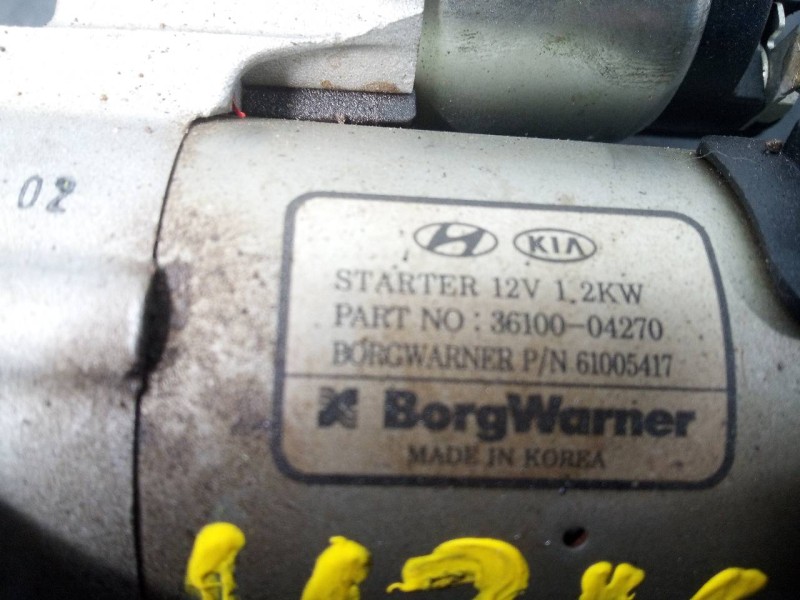 02
KIA
STARTER 12V 1.2KW
PART NO : 36100-04270
BORGWARNER P/N 61005417
BorgWarner
MADE IN KOREA